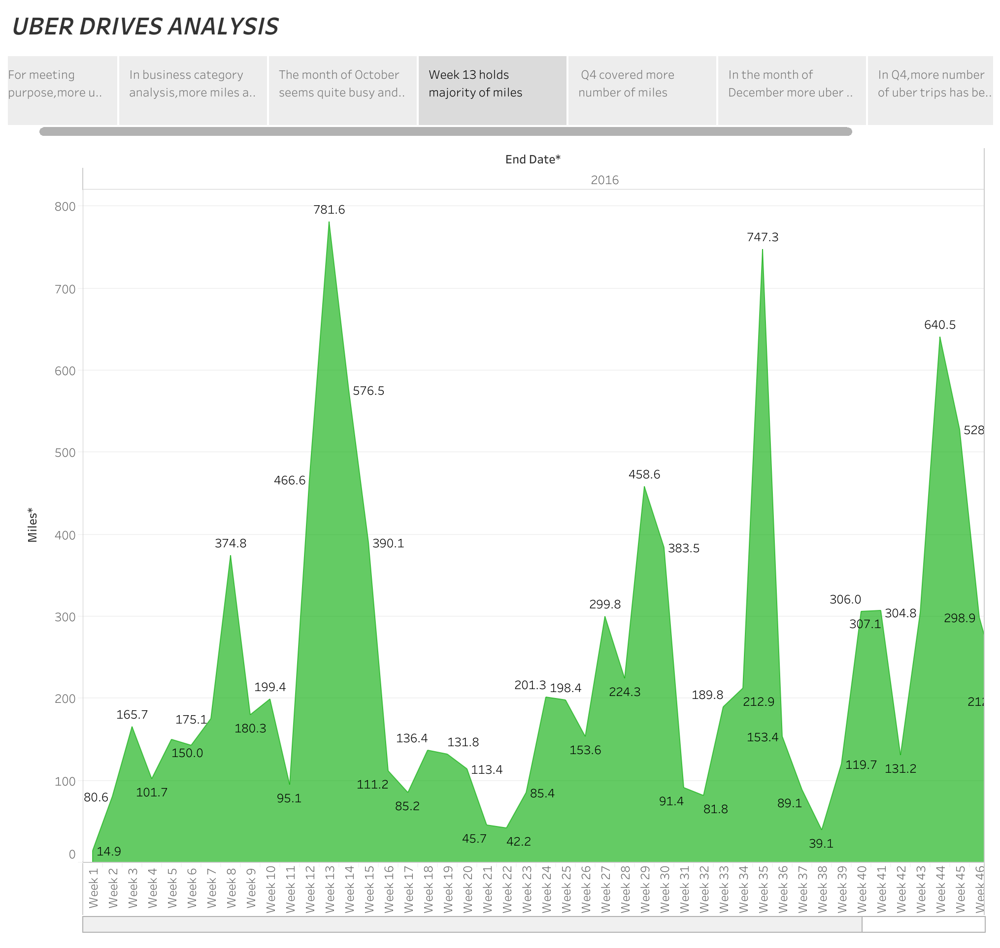 UBER DRIVES ANALYSIS
For meeting
purpose,more u..
In business category
analysis,more miles a..
The month of October
seems quite busy and..
Week 13 holds
majority of miles
Q4 covered more
number of miles
In the month of
December more uber ..
In Q4,more number
of uber trips has be..
End Date*
2016
Miles*
800
700
600
500
400
300
200
100
0
14.9
80.6
165.7
101.7
150.0
175.1
374.8
180.3
199.4
95.1
466.6
781.6
576.5
390.1
111.2
85.2
136.4
131.8
113.4
45.7
42.2
85.4
201.3
198.4
153.6
299.8
224.3
458.6
383.5
91.4
81.8
189.8
212.9
747.3
153.4
89.1
39.1
119.7
306.0
307.1
131.2
304.8
640.5
528
298.9
212
Week 1
Week 2
Week 3
Week 4
Week 5
Week 6
Week 7
Week 8
Week 9
Week 10
Week 11
Week 12
Week 13
Week 14
Week 15
Week 16
Week 17
Week 18
Week 19
Week 20
Week 21
Week 22
Week 23
Week 24
Week 25
Week 26
Week 27
Week 28
Week 29
Week 30
Week 31
Week 32
Week 33
Week 34
Week 35
Week 36
Week 37
Week 38
Week 39
Week 40
Week 41
Week 42
Week 43
Week 44
Week 45
Week 46